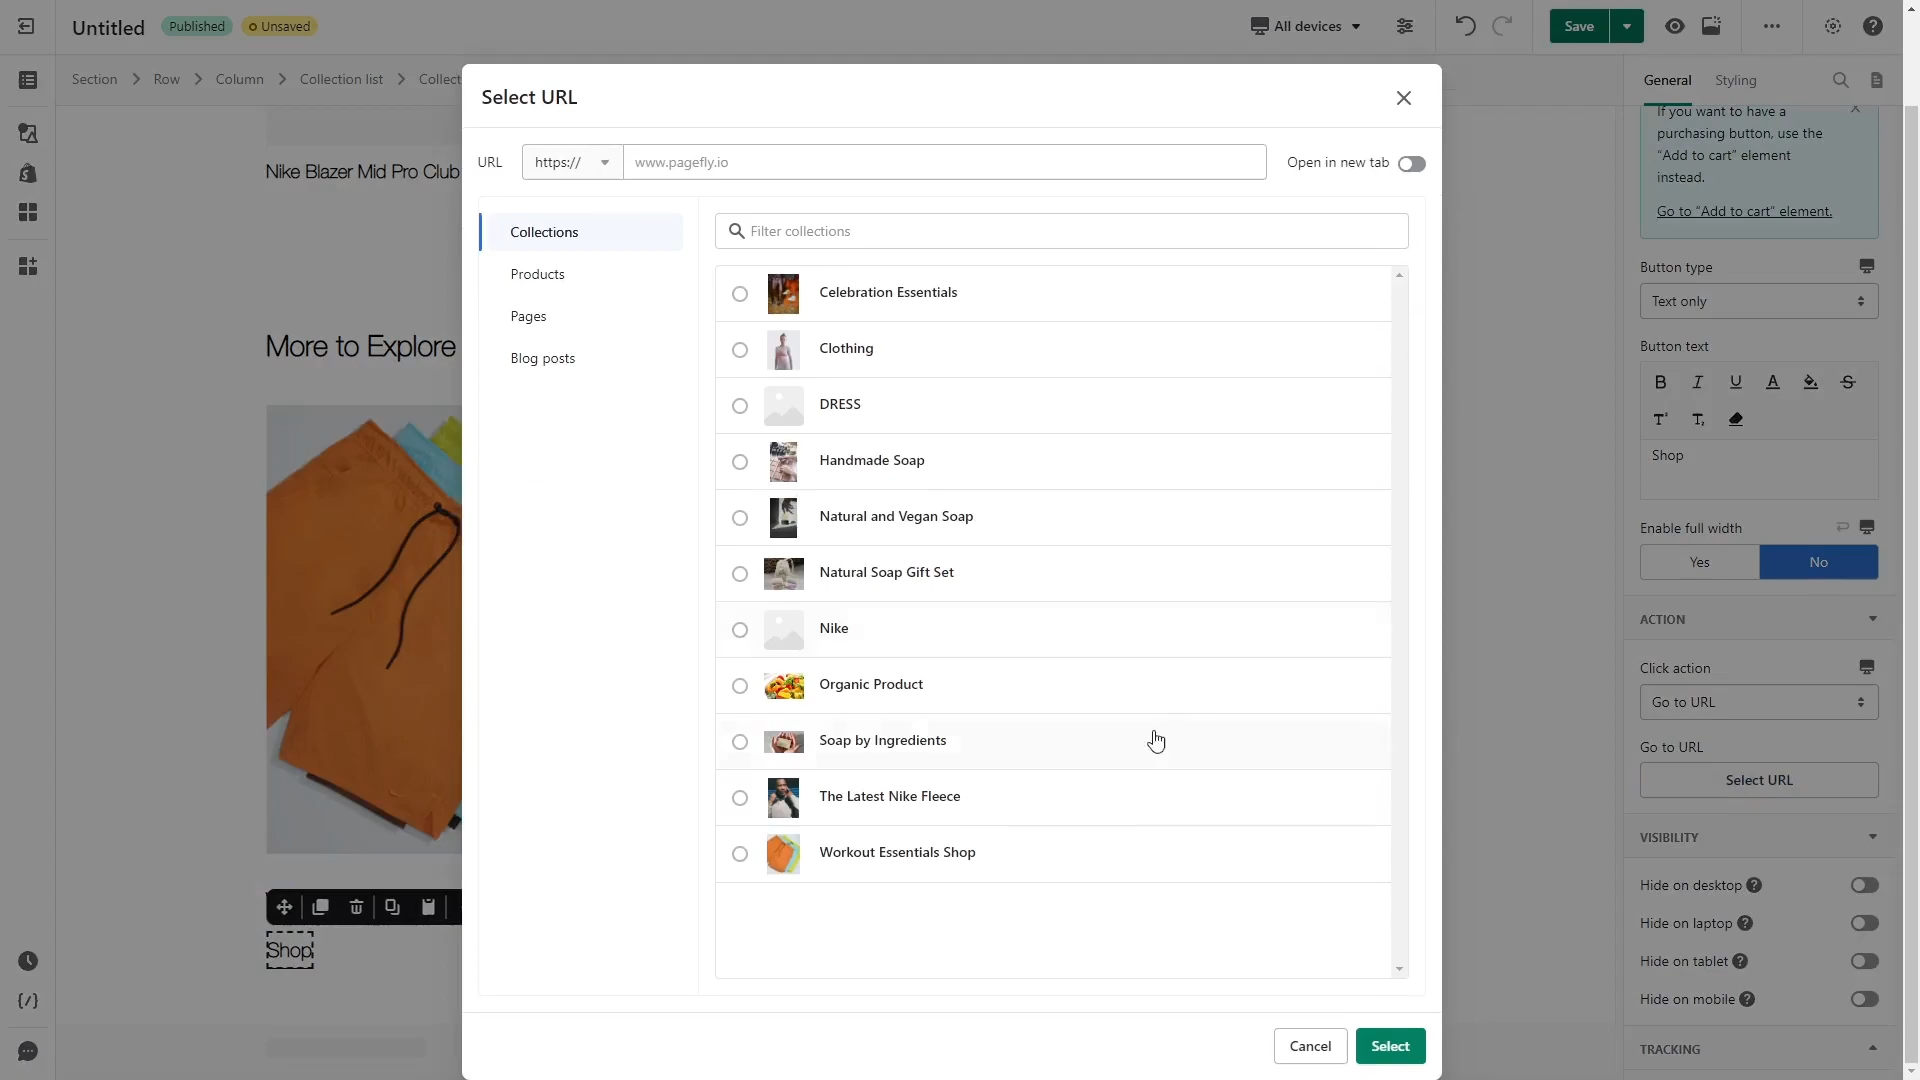 Untitled
Published
Unsaved
All devices
Save
Section
Row
Column
Collection list
Collect
Select URL
URL
https://
www.pagefly.io
Open in new tab
Collections
Products
Pages
Blog posts
Filter collections
Celebration Essentials
Clothing
DRESS
Handmade Soap
Natural and Vegan Soap
Natural Soap Gift Set
Nike
Organic Product
Soap by Ingredients
The Latest Nike Fleece
Workout Essentials Shop
Cancel
Select
Nike Blazer Mid Pro Club
More to Explore
Shop
General
Styling
If you want to have a
purchasing button, use the
“Add to cart” element
instead.
Go to “Add to cart” element.
Button type
Text only
Button text
B I U A S
Shop
Enable full width
Yes
No
ACTION
Click action
Go to URL
Go to URL
Select URL
VISIBILITY
Hide on desktop
Hide on laptop
Hide on tablet
Hide on mobile
TRACKING